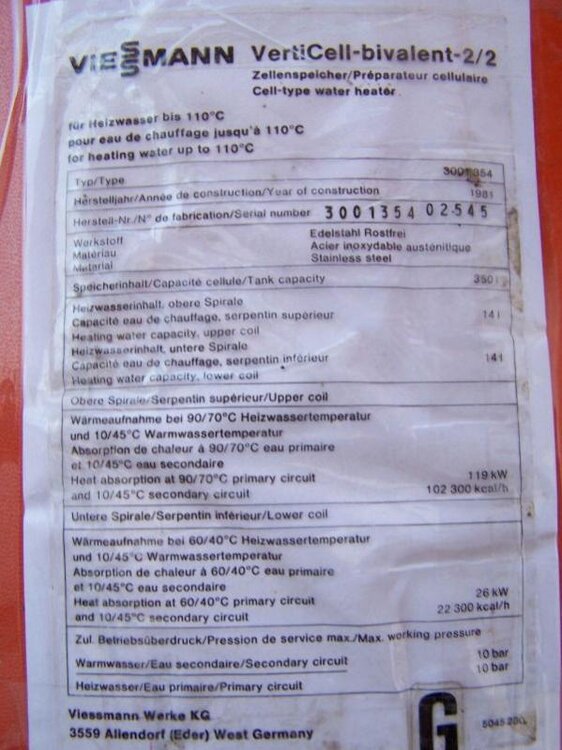 VIESSMANN VertiCell-bivalent-2/2
Zellenspeicher/Préparateur cellulaire
Cell-type water heater
für Heizwasser bis 110°C
pour eau de chauffage jusqu'à 110°C
for heating water up to 110°C
Typ/Type 3001354
Herstelljahr/Année de construction/Year of construction 1981
Herstell-Nr./N° de fabrication/Serial number 3001354 02545
Werkstoff Edelstahl Rostfrei
Matériau Acier inoxydable austénitique
Material Stainless steel
Speicherinhalt/Capacité cellule/Tank capacity 350 l
Heizwasserinhalt, obere Spirale
Capacité eau de chauffage, serpentin supérieur 14 l
Heating water capacity, upper coil
Heizwasserinhalt, untere Spirale
Capacité eau de chauffage, serpentin inférieur 14 l
Heating water capacity, lower coil
Obere Spirale/Serpentin supérieur/Upper coil
Wärmeaufnahme bei 90/70°C Heizwassertemperatur
und 10/45°C Warmwassertemperatur
Absorption de chaleur à 90/70°C eau primaire
et 10/45°C eau secondaire
Heat absorption at 90/70°C primary circuit 119 kW
and 10/45°C secondary circuit 102 300 kcal/h
Untere Spirale/Serpentin inférieur/Lower coil
Wärmeaufnahme bei 60/40°C Heizwassertemperatur
und 10/45°C Warmwassertemperatur
Absorption de chaleur à 60/40°C eau primaire
et 10/45°C eau secondaire
Heat absorption at 60/40°C primary circuit 26 kW
and 10/45°C secondary circuit 22 300 kcal/h
Zul. Betriebsüberdruck/Pression de service max./Max. working pressure
Warmwasser/Eau secondaire/Secondary circuit 10 bar
Heizwasser/Eau primaire/Primary circuit 10 bar
Viessmann Werke KG
3559 Allendorf (Eder) West Germany
G